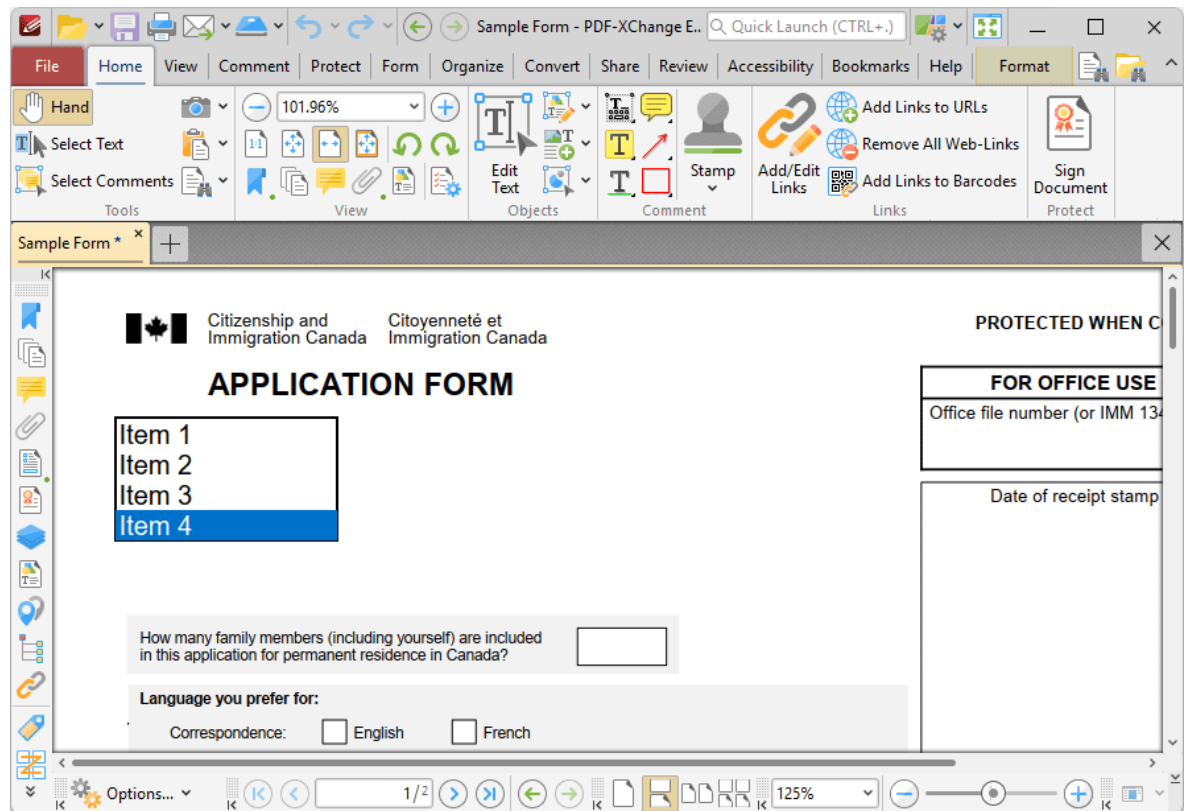 Sample Form - PDF-XChange E.. Quick Launch (CTRL+.)
File Home View Comment Protect Form Organize Convert Share Review Accessibility Bookmarks Help Format
Hand
Select Text
Select Comments
Tools
101.96%
1:1
View
Edit
Text
Objects
Comment
Stamp
Add/Edit
Links
Add Links to URLs
Remove All Web-Links
Add Links to Barcodes
Links
Sign
Document
Protect
Sample Form *
Citizenship and
Immigration Canada
Citoyenneté et
Immigration Canada
PROTECTED WHEN C
APPLICATION FORM
FOR OFFICE USE
Office file number (or IMM 134
Item 1
Item 2
Item 3
Item 4
Date of receipt stamp
How many family members (including yourself) are included
in this application for permanent residence in Canada?
Language you prefer for:
Correspondence: English French
Options... 1/2 125%